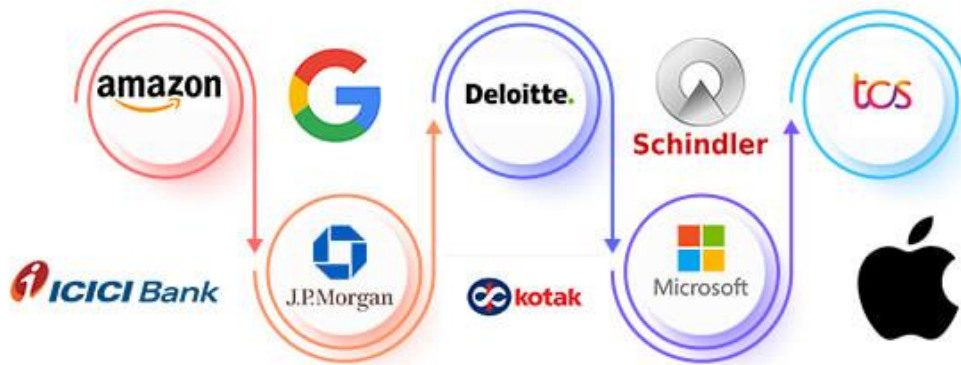 amazon
Deloitte.
tcs
Schindler
ICICI Bank
J.P.Morgan
kotak
Microsoft